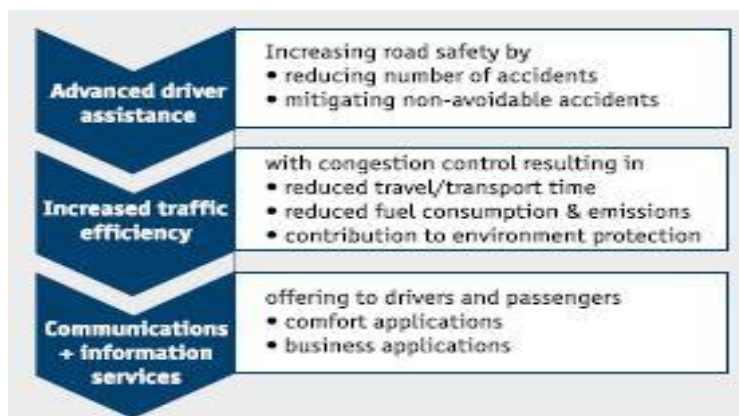 Advanced driver
assistance
Increasing road safety by
• reducing number of accidents
• mitigating non-avoidable accidents
Increased traffic
efficiency
with congestion control resulting in
• reduced travel/transport time
• reduced fuel consumption & emissions
• contribution to environment protection
Communications
+ information
services
offering to drivers and passengers
• comfort applications
• business applications